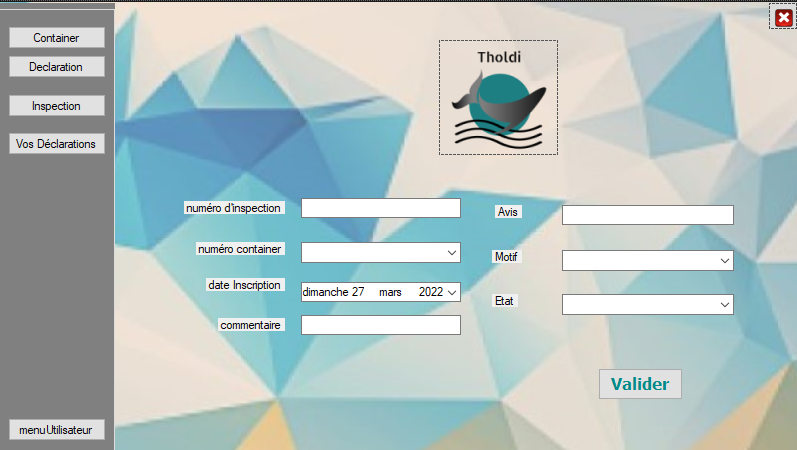 Container
Declaration
Inspection
Vos Déclarations
menuUtilisateur
Tholdi
numéro d'inspection
numéro container
date Inscription
dimanche 27 mars 2022
commentaire
Avis
Motif
Etat
Valider